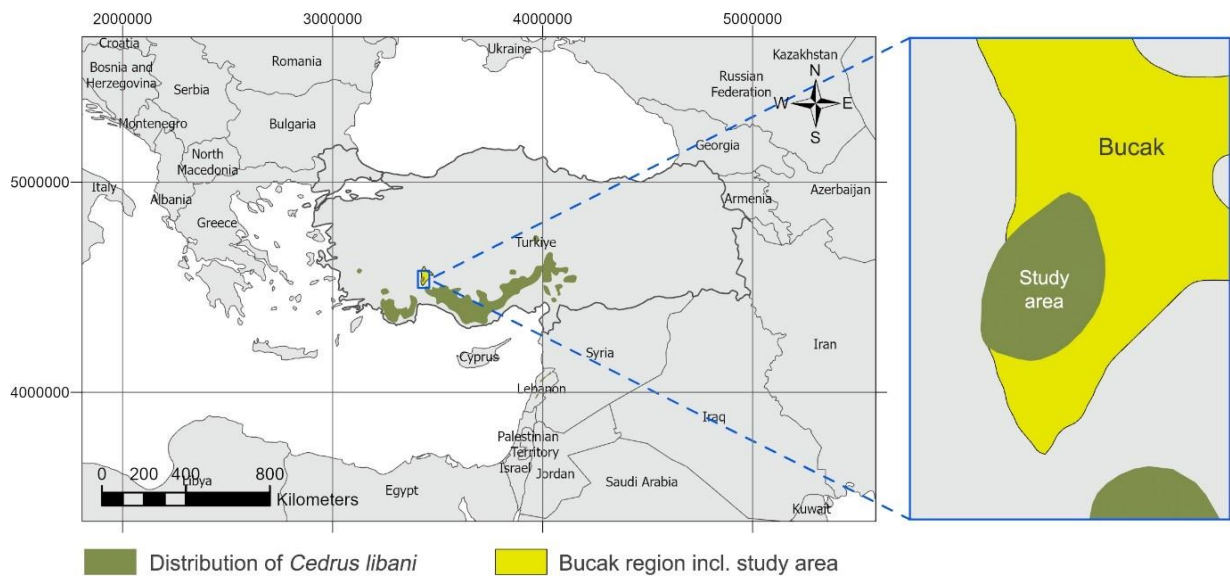 2000000 3000000 4000000 5000000
Croatia
Ukraine
Kazakhstan
Bosnia and
Herzegovina
Romania
Russian
Federation
N
Serbia
W E
Montenegro
Bulgaria
S
Georgia
North
Macedonia
5000000
Italy
Albania
Armenia
Azerbaijan
Greece
Turkiye
Cyprus
Syria
Iran
4000000
Lebanon
Iraq
Palestinian
Territory
Israel
Jordan
0 200 400 800
Kilometers
Libya
Egypt
Saudi Arabia
Kuwait
Bucak
Study
area
Distribution of Cedrus libani
Bucak region incl. study area